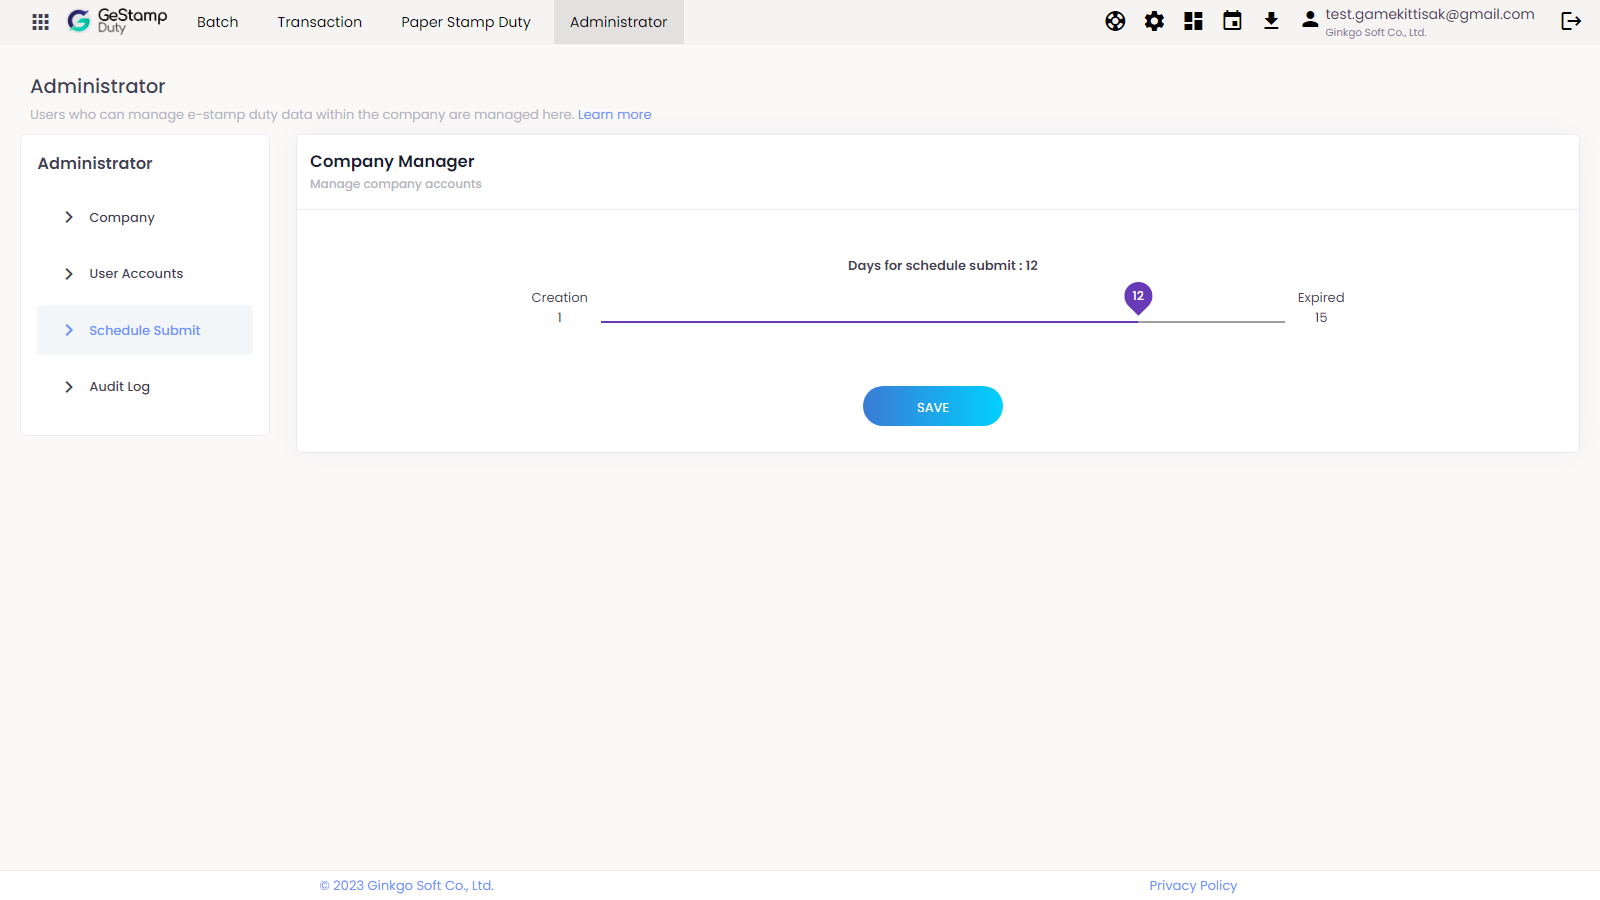 GeStamp
Duty
Batch
Transaction
Paper Stamp Duty
Administrator
test.gamekittisak@gmail.com
Ginkgo Soft Co., Ltd.
Administrator
Users who can manage e-stamp duty data within the company are managed here. Learn more
Administrator
Company
User Accounts
Schedule Submit
Audit Log
Company Manager
Manage company accounts
Days for schedule submit : 12
Creation
1
12
Expired
15
SAVE
© 2023 Ginkgo Soft Co., Ltd.
Privacy Policy